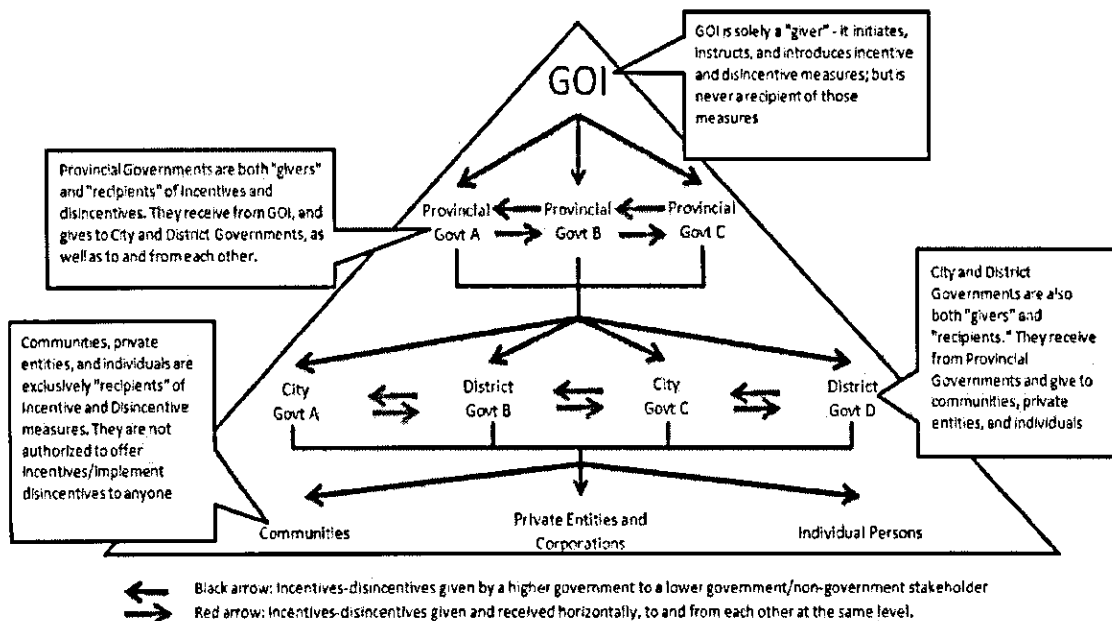 GOI is solely a "giver" - it initiates,
instructs, and introduces incentive
and disincentive measures; but is
never a recipient of those
measures
GOI
Provincial Governments are both "givers"
and "recipients" of Incentives and
disincentives. They receive from GOI, and
gives to City and District Governments, as
well as to and from each other.
Provincial
Govt A
Provincial
Govt B
Provincial
Govt C
City and District
Governments are also
both "givers" and
"recipients." They receive
from Provincial
Governments and give to
communities, private
entities, and individuals
Communities, private
entities, and individuals are
exclusively "recipients" of
Incentive and Disincentive
measures. They are not
authorized to offer
incentives/implement
disincentives to anyone
City
Govt A
District
Govt B
City
Govt C
District
Govt D
Communities
Private Entities and
Corporations
Individual Persons
Black arrow: Incentives-disincentives given by a higher government to a lower government/non-government stakeholder
Red arrow: Incentives-disincentives given and received horizontally, to and from each other at the same level.